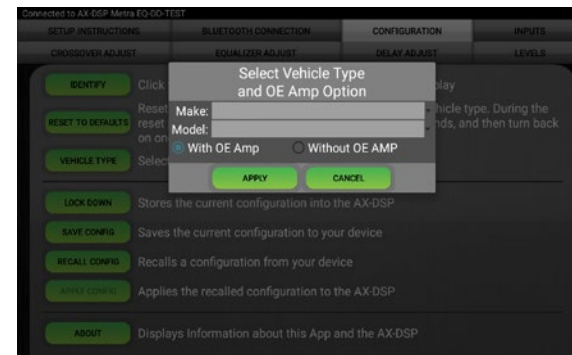 Connected to AX-DSP Metra EQ-DD-TEST
SETUP INSTRUCTIONS BLUETOOTH CONNECTION CONFIGURATION INPUTS
CROSSOVER ADJUST EQUALIZER ADJUST DELAY ADJUST LEVELS
Select Vehicle Type
and OE Amp Option
IDENTIFY Click play
Make:
Reset hicle type. During the
RESET TO DEFAULTS reset nds, and then turn back
Model:
on on
With OE Amp Without OE AMP
VEHICLE TYPE Selec
APPLY CANCEL
LOCK DOWN Stores the current configuration into the AX-DSP
SAVE CONFIG Saves the current configuration to your device
RECALL CONFIG Recalls a configuration from your device
APPLY CONFIG Applies the recalled configuration to the AX-DSP
ABOUT Displays Information about this App and the AX-DSP